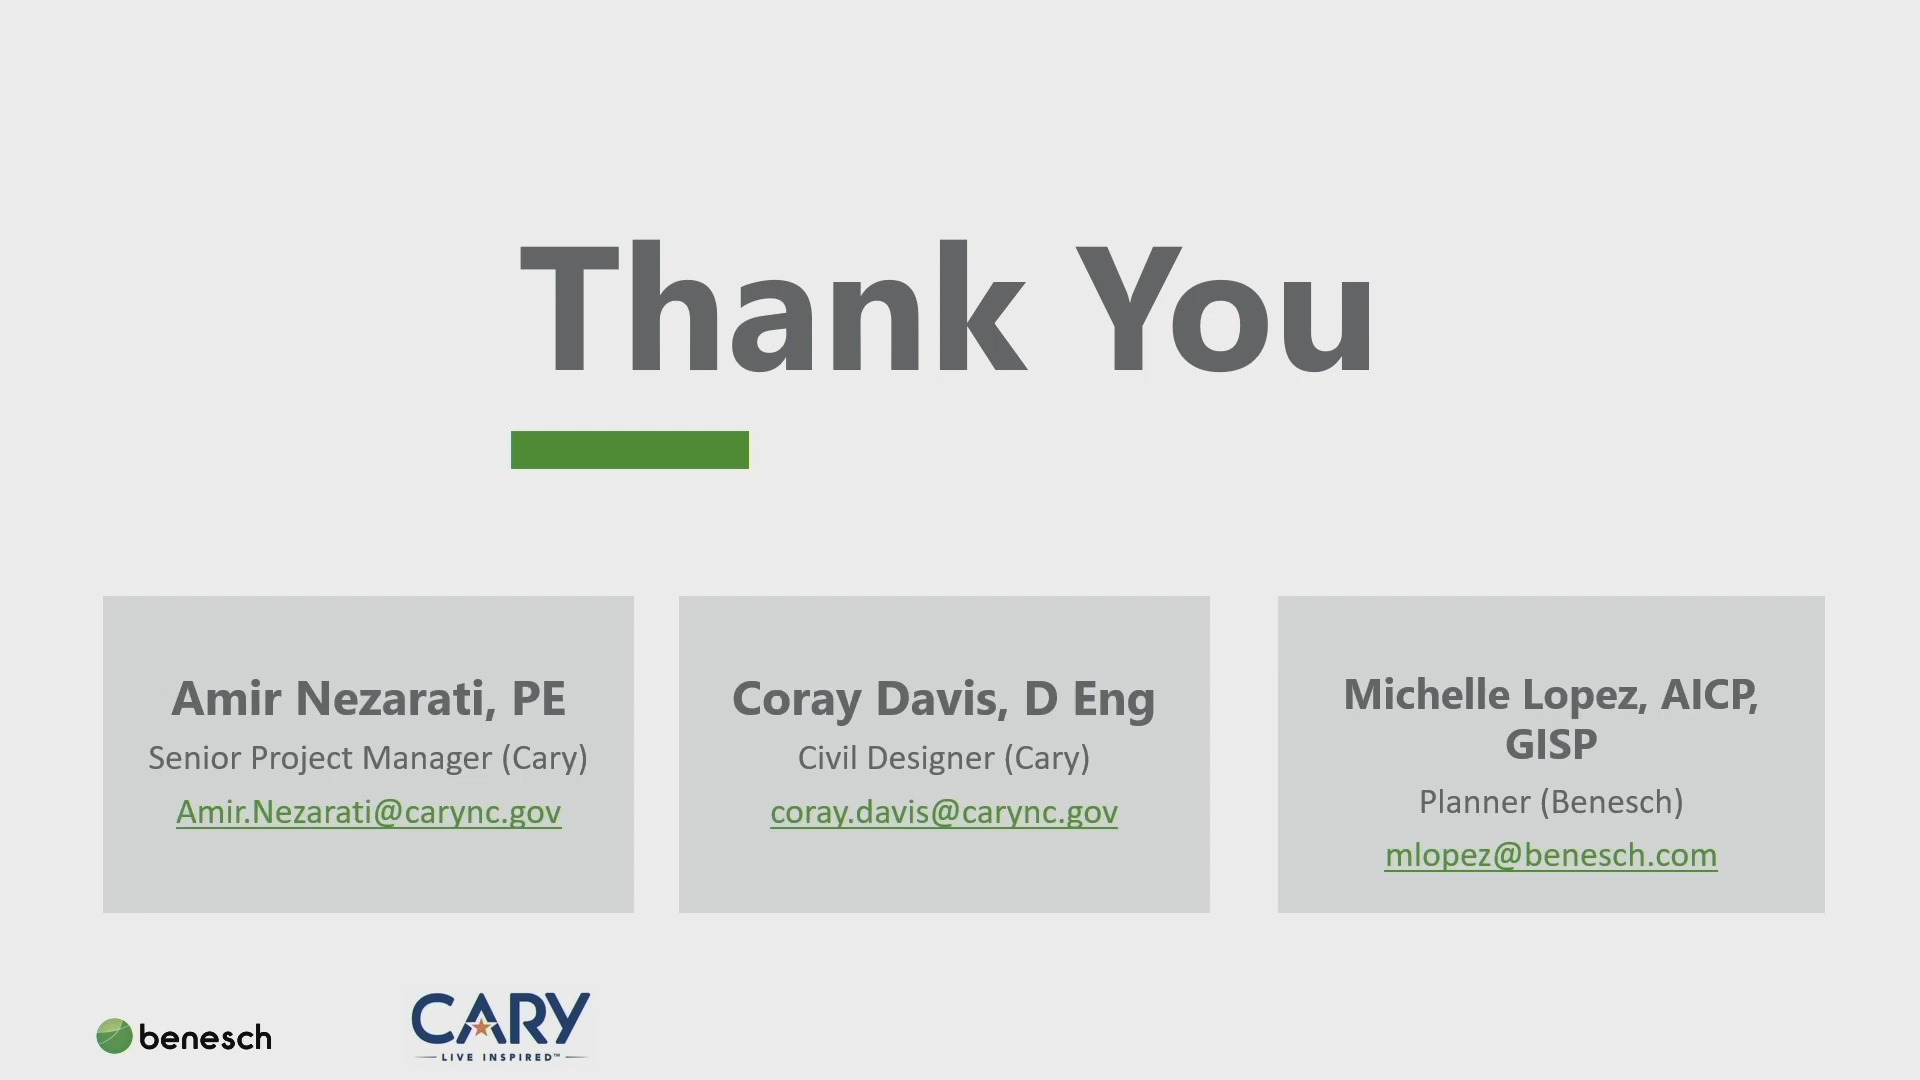 Thank You
Amir Nezarati, PE
Senior Project Manager (Cary)
Amir.Nezarati@carync.gov
Coray Davis, D Eng
Civil Designer (Cary)
coray.davis@carync.gov
Michelle Lopez, AICP,
GISP
Planner (Benesch)
mlopez@benesch.com
benesch
CARY
LIVE INSPIRED™